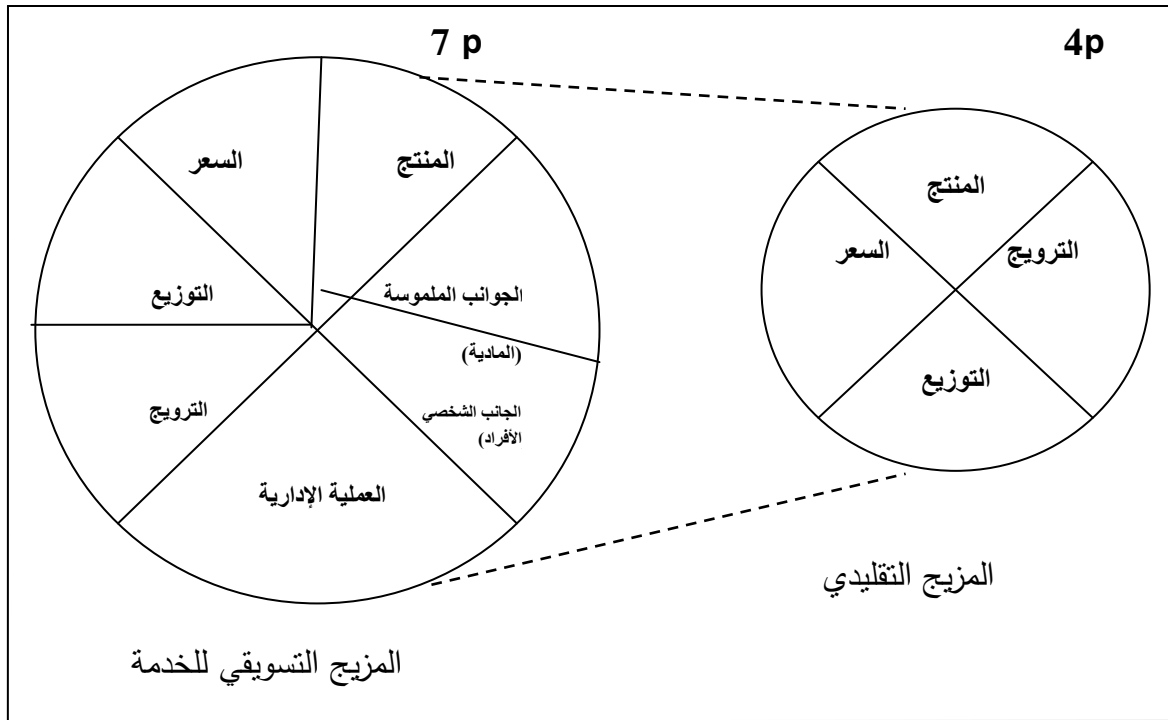 4p
7 p
المنتج
الترويج
السعر
التوزيع
المزيج التقليدي
المنتج
السعر
الجوانب الملموسة
(المادية)
التوزيع
الجانب الشخصي
الأفراد)
الترويج
العملية الإدارية
المزيج التسويقي للخدمة